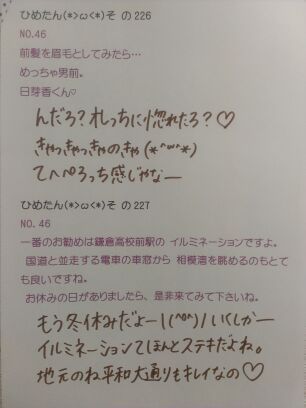 ひめたん(*>ω<*)そ の226
NO.46
前髪を眉毛としてみたら…
めっちゃ男前。
日芽香くん♡
んだろ?れっちに惚れたろ?♡
きゃっきゃっきゃのきゃ(*^ω^*)
てへぺろっち感じゃなー
ひめたん(*>ω<*)そ の227
NO.46
一番のお勧めは鎌倉高校前駅の イルミネーションですよ。
国道と並走する電車の車窓から 相模湾を眺めるのもとて
も良いですね。
お休みの日がありましたら、是非来てみて下さいね。
もう冬休みだよー!(^o^)/いくしかー
イルミネーションてほんとステキだよね。
地元のね平和大通りもキレイなの♡